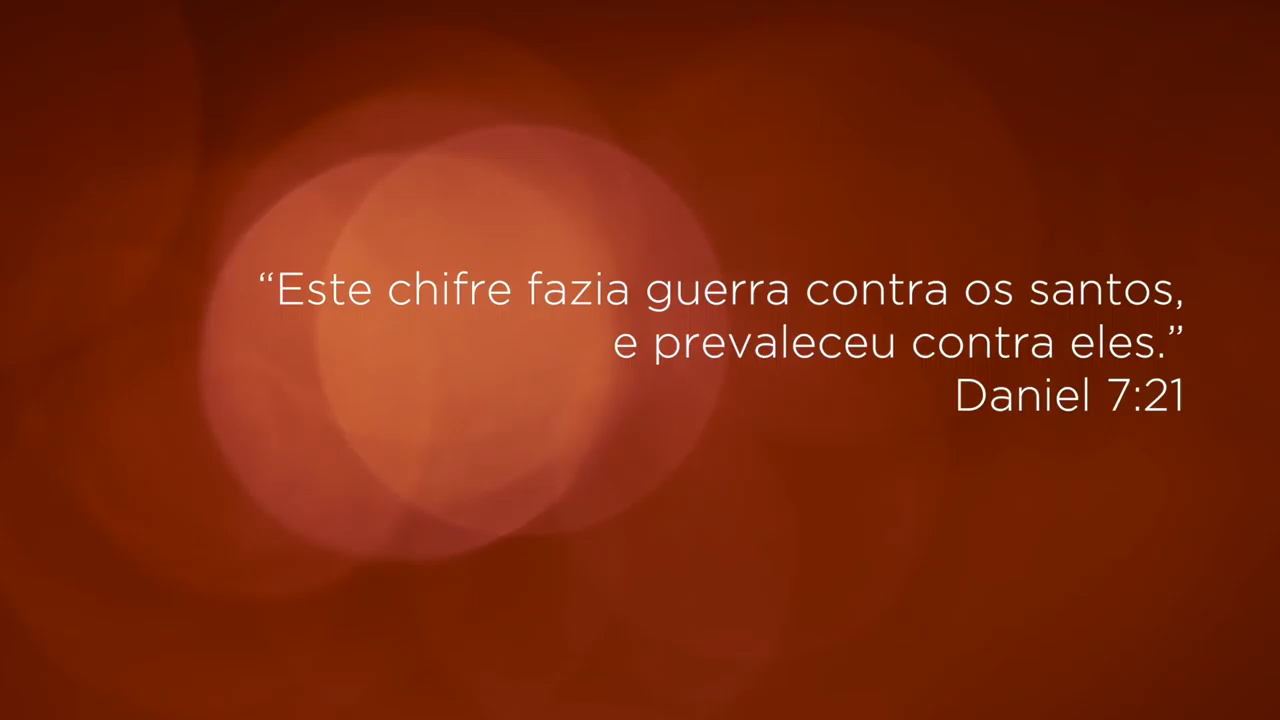 “Este chifre fazia guerra contra os santos,
e prevaleceu contra eles.”
Daniel 7:21